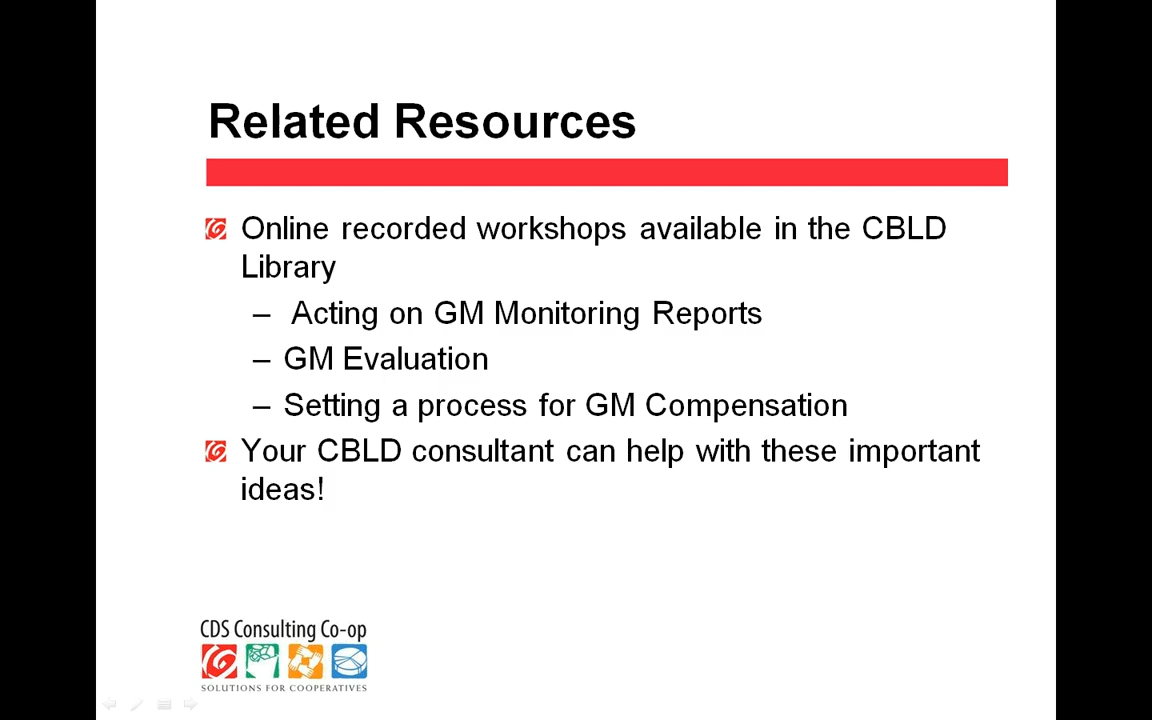 Related Resources
Online recorded workshops available in the CBLD
Library
– Acting on GM Monitoring Reports
– GM Evaluation
– Setting a process for GM Compensation
Your CBLD consultant can help with these important
ideas!
CDS Consulting Co-op
SOLUTIONS FOR COOPERATIVES